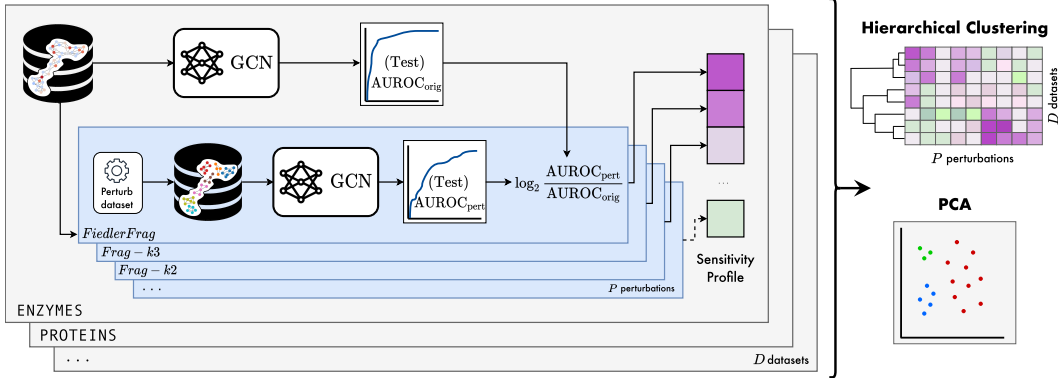 GCN
(Test)
AUROC_orig
Perturb
dataset
GCN
(Test)
AUROC_pert
log_2 AUROC_pert
AUROC_orig
FiedlerFrag
Frag − k3
Frag − k2
...
P perturbations
...
Sensitivity
Profile
ENZYMES
PROTEINS
...
D datasets
Hierarchical Clustering
D datasets
P perturbations
PCA